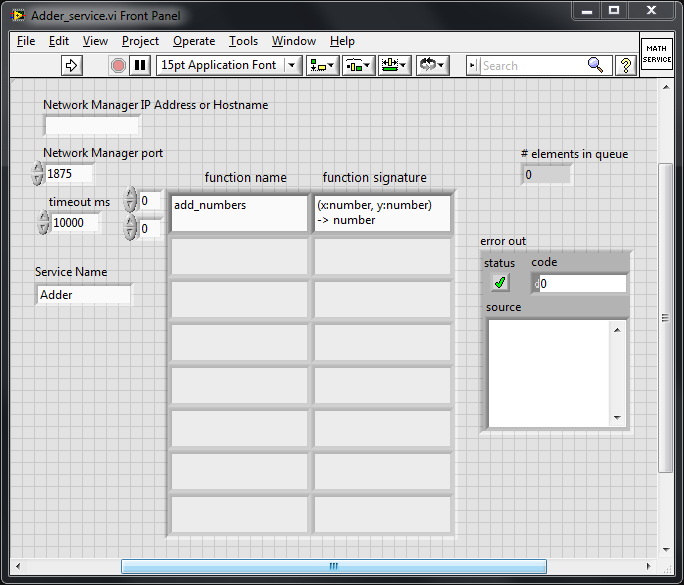 Adder_service.vi Front Panel
File Edit View Project Operate Tools Window Help
15pt Application Font
Search
?
MATH
SERVICE
Network Manager IP Address or Hostname
Network Manager port
1875
timeout ms
10000
0
0
Service Name
Adder
function name function signature
add_numbers
(x:number, y:number)
-> number
# elements in queue
0
error out
status code
d0
source